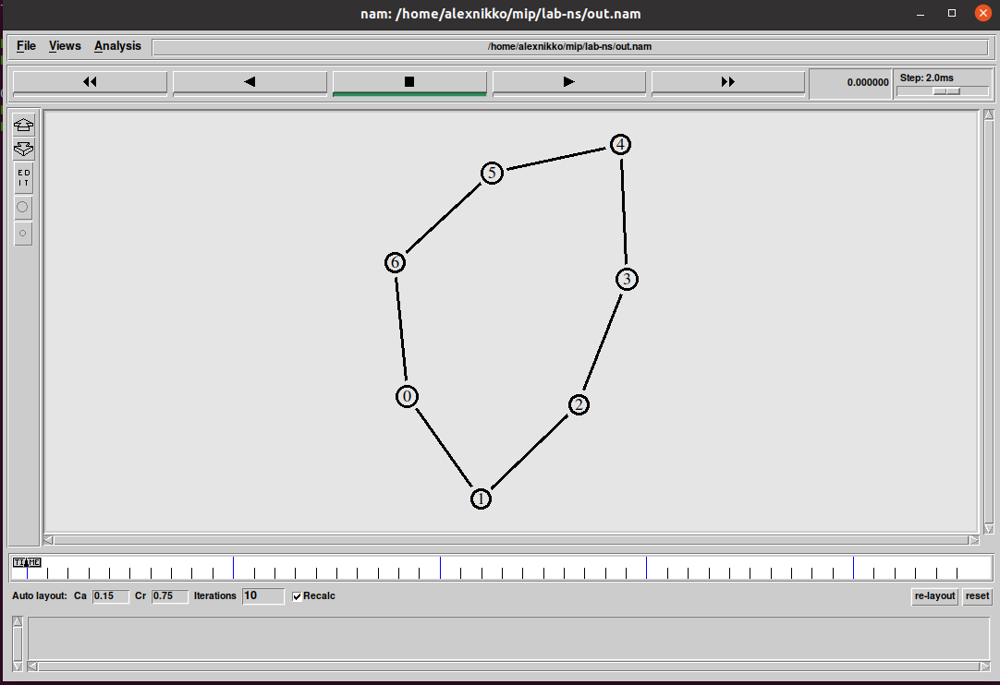 nam: /home/alexnikko/mip/lab-ns/out.nam
File Views Analysis /home/alexnikko/mip/lab-ns/out.nam
0.000000 Step: 2.0ms
ED
IT
4
5
6
3
0
2
1
TIME
Auto layout: Ca 0.15 Cr 0.75 Iterations 10 Recalc re-layout reset